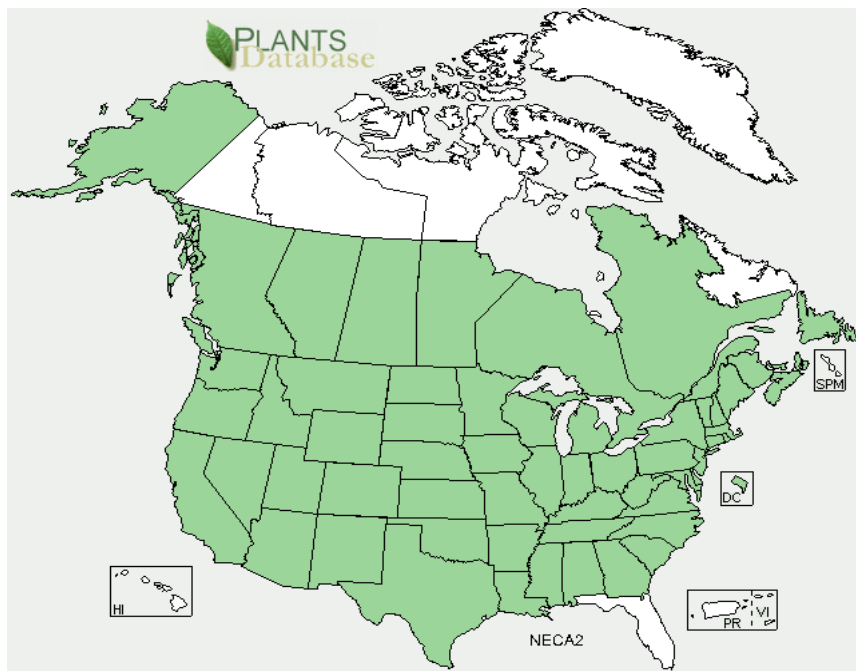 PLANTS
Database
SPM
DC
HI
PR
VI
NECA2